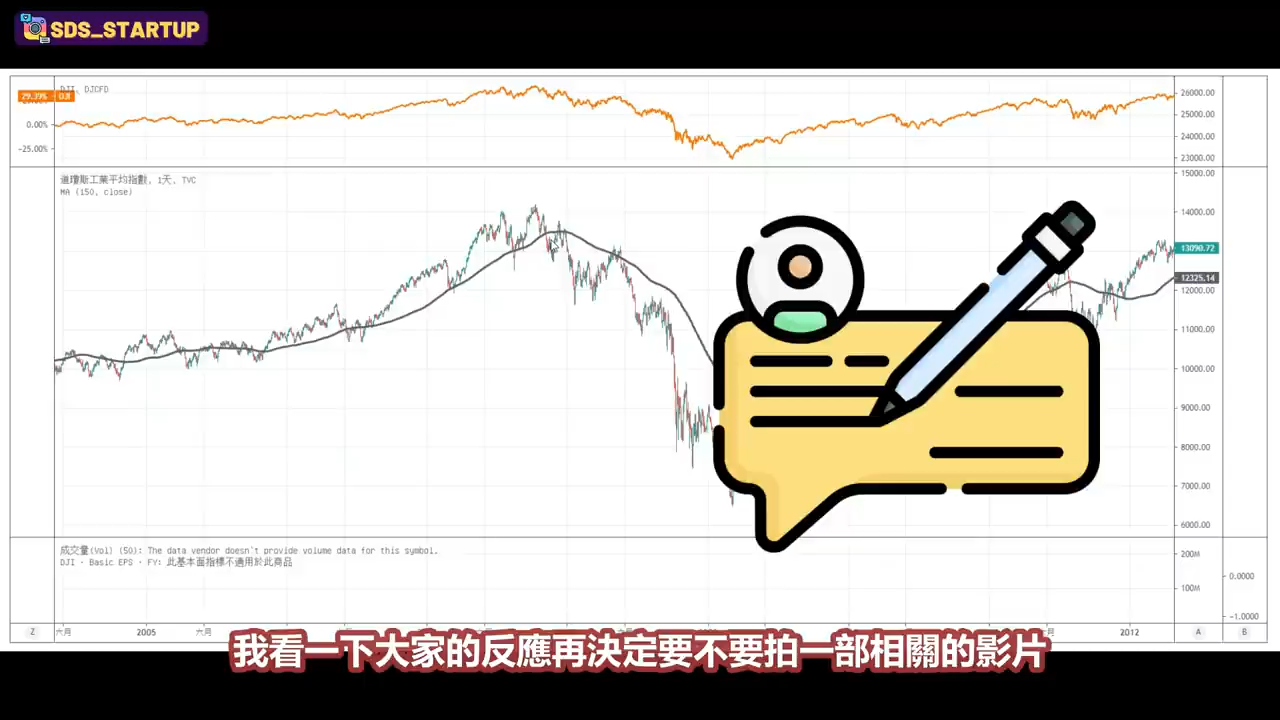 SDS_STARTUP
DJI, DJCFD
29.39% DJI
0.00%
-25.00%
26000.00
25000.00
24000.00
23000.00
道瓊斯工業平均指數, 1天, TVC
MA (150, close)
15000.00
14000.00
13090.72
12325.14
12000.00
11000.00
10000.00
9000.00
8000.00
7000.00
6000.00
成交量(Vol) (50): The data vendor doesn't provide volume data for this symbol.
DJI · Basic EPS · FY: 此基本面指標不適用於此商品
200M
100M
0.0000
-1.0000
Z 六月 2005 六月 2012 A B
我看一下大家的反應再決定要不要拍一部相關的影片